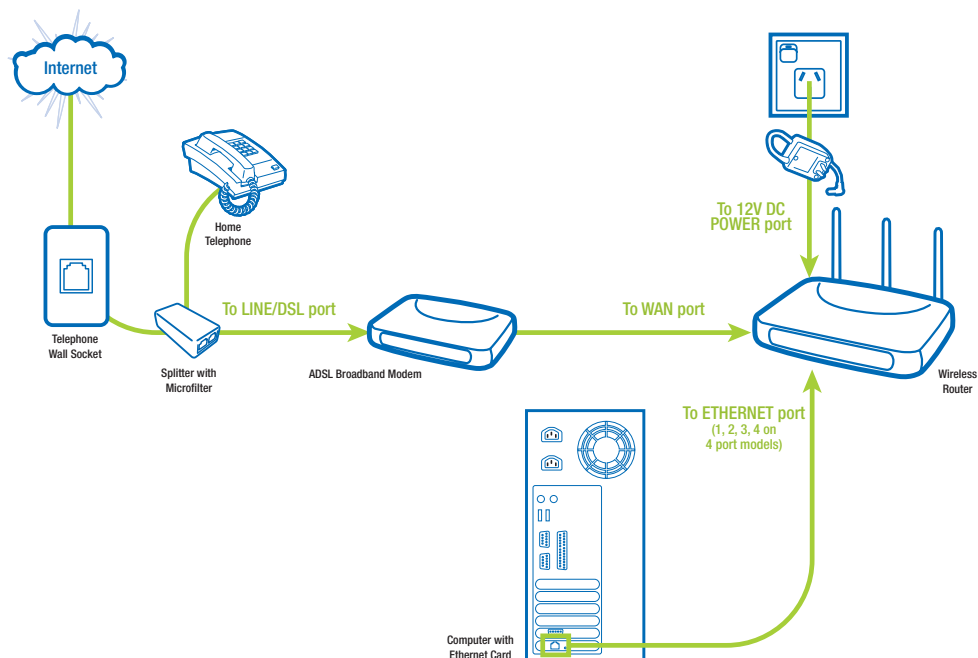 Internet
Home
Telephone
To 12V DC
POWER port
To LINE/DSL port
To WAN port
Telephone
Wall Socket
Splitter with
Microfilter
ADSL Broadband Modem
Wireless
Router
To ETHERNET port
(1, 2, 3, 4 on
4 port models)
Computer with
Ethernet Card